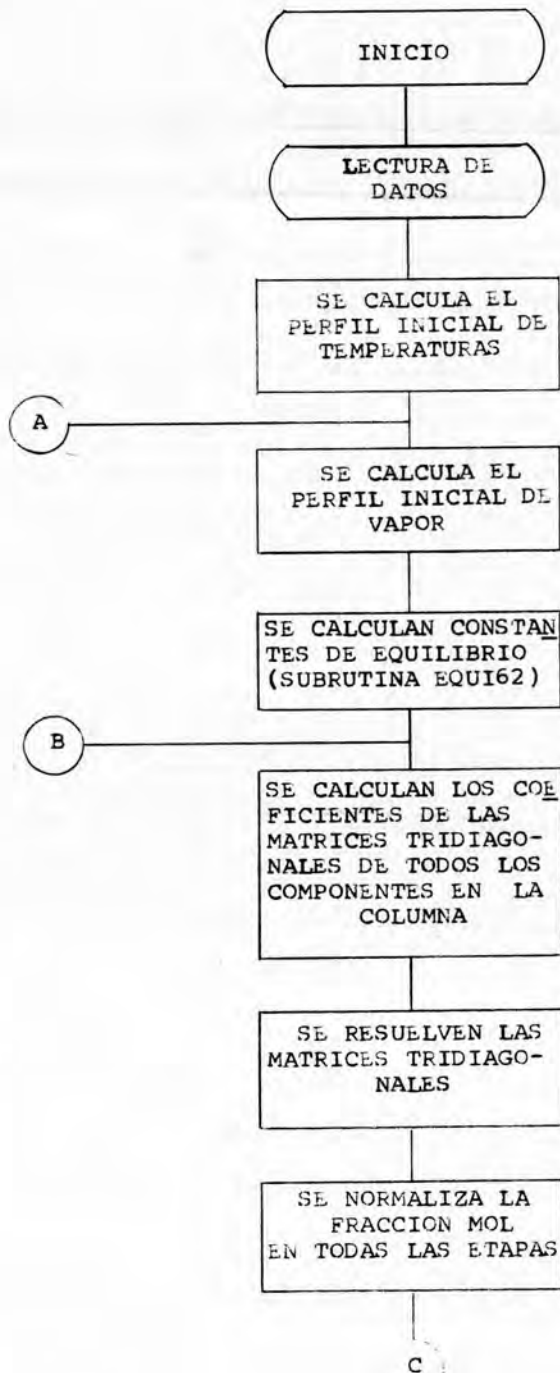 INICIO
LECTURA DE
DATOS
SE CALCULA EL
PERFIL INICIAL DE
TEMPERATURAS
A
SE CALCULA EL
PERFIL INICIAL DE
VAPOR
SE CALCULAN CONSTAN
TES DE EQUILIBRIO
(SUBRUTINA EQUI62)
B
SE CALCULAN LOS COE
FICIENTES DE LAS
MATRICES TRIDIAGO-
NALES DE TODOS LOS
COMPONENTES EN LA
COLUMNA
SE RESUELVEN LAS
MATRICES TRIDIAGO-
NALES
SE NORMALIZA LA
FRACCION MOL
EN TODAS LAS ETAPAS
C